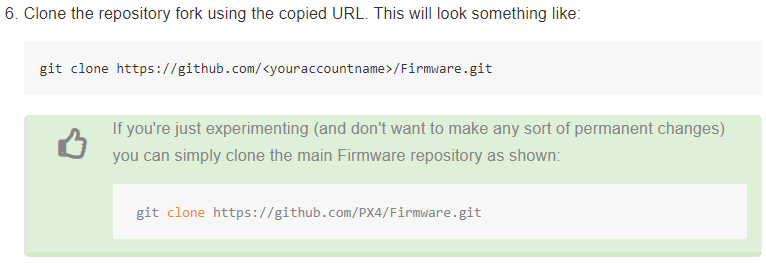 6. Clone the repository fork using the copied URL. This will look something like:
git clone https://github.com/<youraccountname>/Firmware.git
If you're just experimenting (and don't want to make any sort of permanent changes)
you can simply clone the main Firmware repository as shown:
git clone https://github.com/PX4/Firmware.git